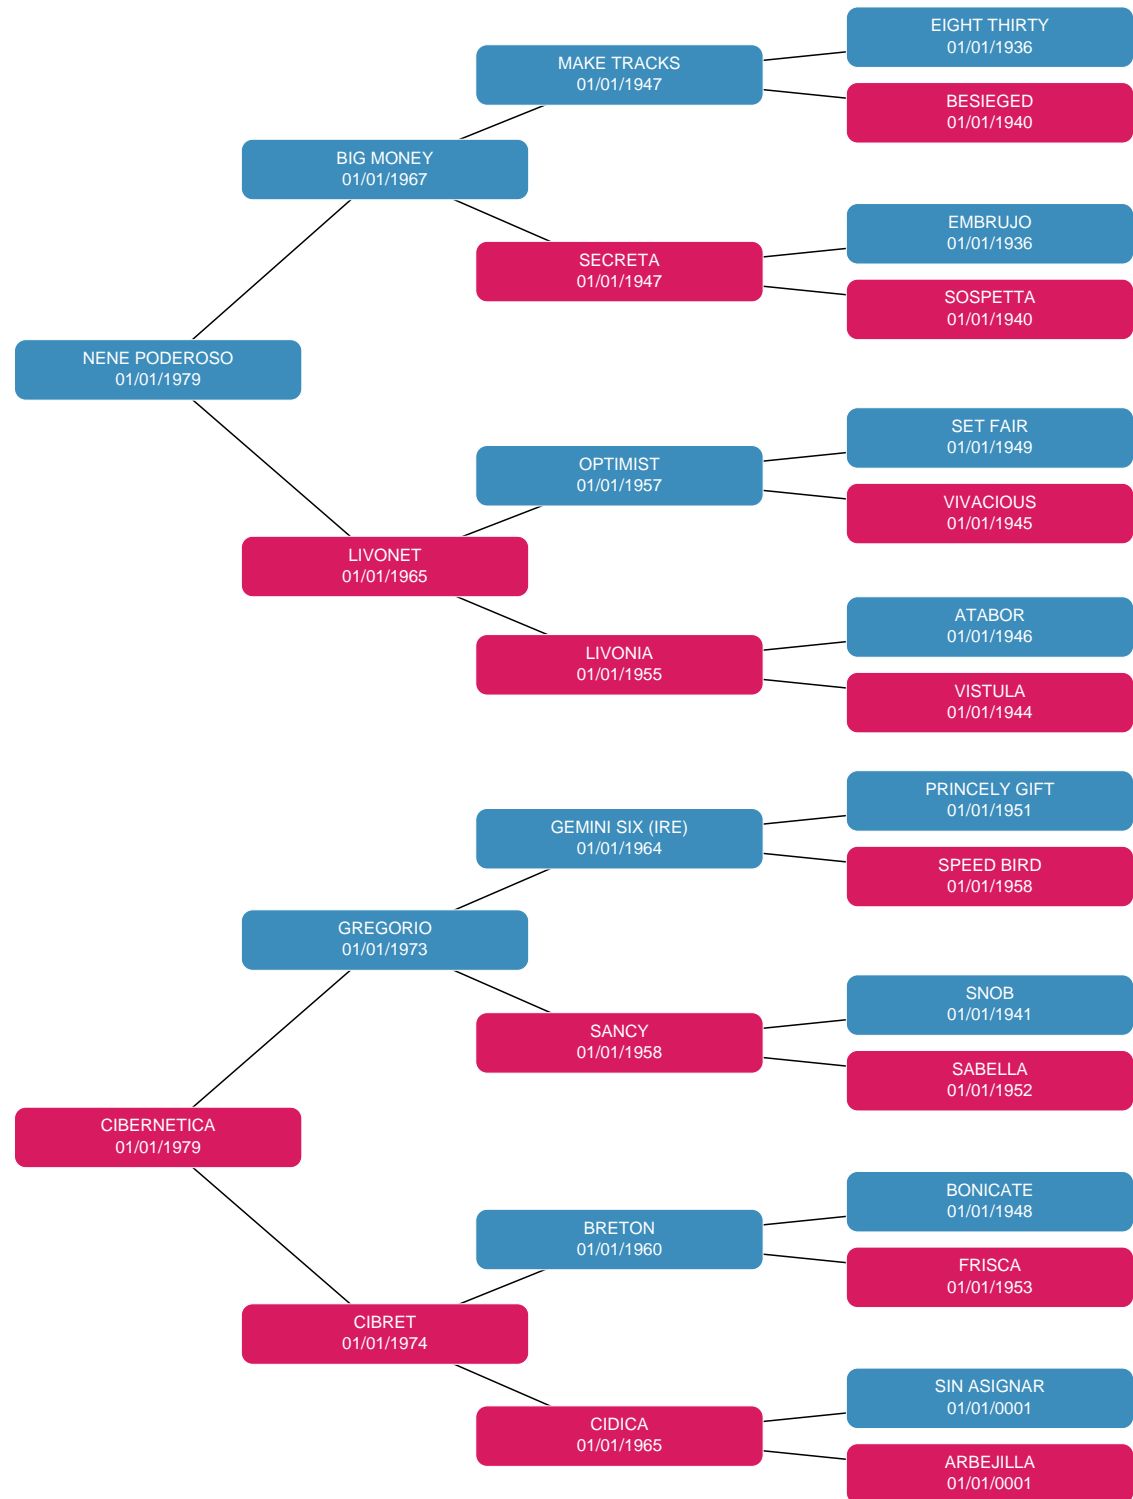 EIGHT THIRTY
01/01/1936
MAKE TRACKS
01/01/1947
BESIEGED
01/01/1940
BIG MONEY
01/01/1967
EMBRUJO
01/01/1936
SECRETA
01/01/1947
SOSPETTA
01/01/1940
NENE PODEROSO
01/01/1979
SET FAIR
01/01/1949
OPTIMIST
01/01/1957
VIVACIOUS
01/01/1945
LIVONET
01/01/1965
ATABOR
01/01/1946
LIVONIA
01/01/1955
VISTULA
01/01/1944
PRINCELY GIFT
01/01/1951
GEMINI SIX (IRE)
01/01/1964
SPEED BIRD
01/01/1958
GREGORIO
01/01/1973
SNOB
01/01/1941
SANCY
01/01/1958
SABELLA
01/01/1952
CIBERNETICA
01/01/1979
BONICATE
01/01/1948
BRETON
01/01/1960
FRISCA
01/01/1953
CIBRET
01/01/1974
SIN ASIGNAR
01/01/0001
CIDICA
01/01/1965
ARBEJILLA
01/01/0001